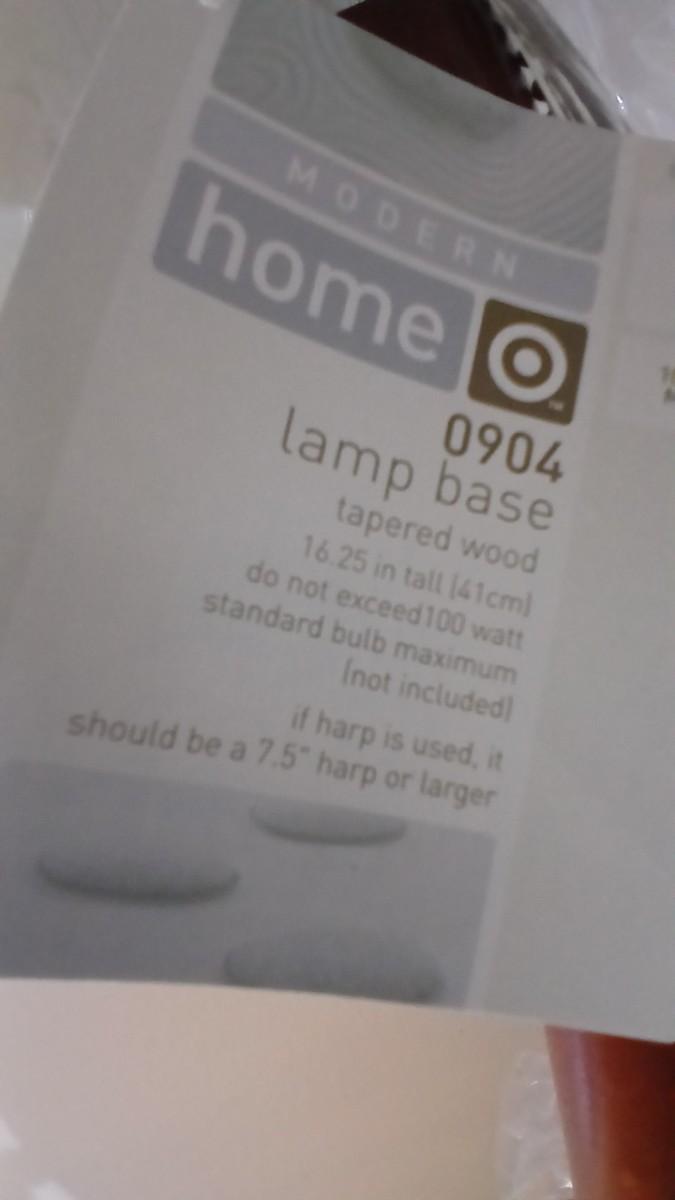 MODERN
home
TM
0904
lamp base
tapered wood
16.25 in tall (41cm)
do not exceed100 watt
standard bulb maximum
(not included)
if harp is used, it
should be a 7.5" harp or larger